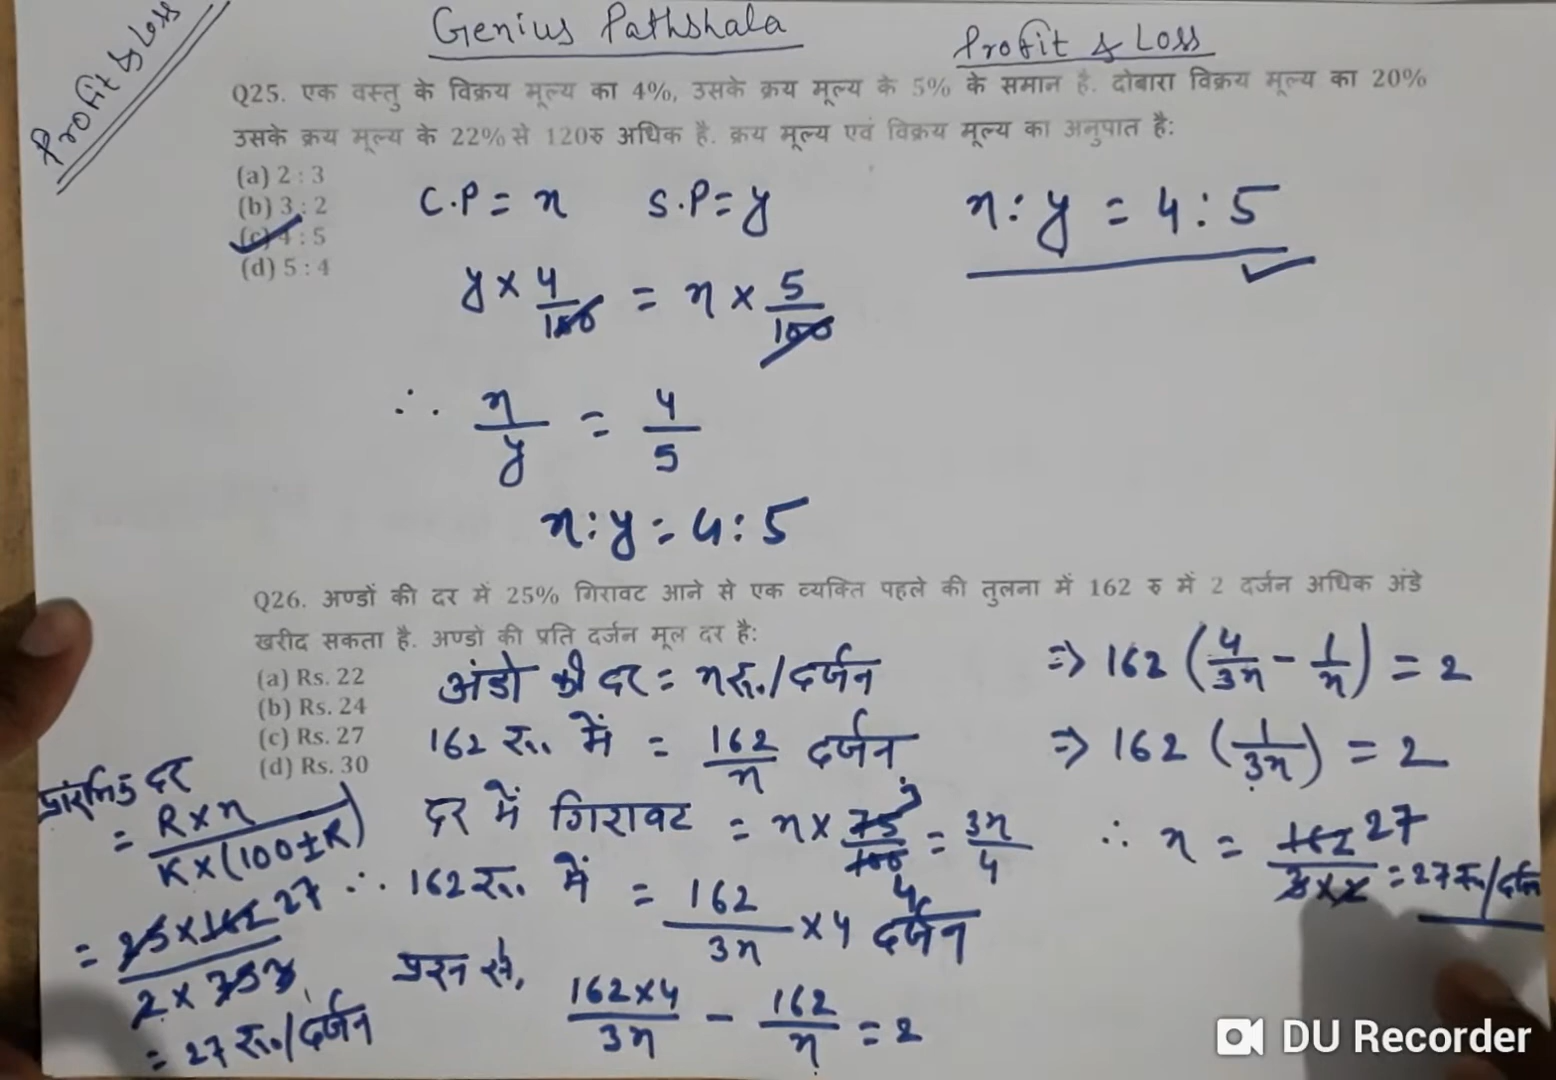 Profit & Loss
Genius Pathshala
Profit & Loss
Q25. एक वस्तु के विक्रय मूल्य का 4%, उसके क्रय मूल्य के 5% के समान है. दोबारा विक्रय मूल्य का 20%
उसके क्रय मूल्य के 22% से 120रु अधिक है. क्रय मूल्य एवं विक्रय मूल्य का अनुपात है:
(a) 2 : 3
(b) 3 : 2
(c) 4 : 5
(d) 5 : 4
C.P = x S.P = y
x : y = 4 : 5
y × 4/100 = x × 5/100
∴ x/y = 4/5
x : y = 4 : 5
Q26. अण्डों की दर में 25% गिरावट आने से एक व्यक्ति पहले की तुलना में 162 रु में 2 दर्जन अधिक अंडे
खरीद सकता है. अण्डो की प्रति दर्जन मूल दर है:
(a) Rs. 22
(b) Rs. 24
(c) Rs. 27
(d) Rs. 30
अंडो की दर = x रू./दर्जन
162 रू. में = 162/x दर्जन
दर में गिरावट = x × 75/100 = 3x/4
3
4
∴ 162 रू. में = 162/3x × 4 दर्जन
प्रश्न से,
162×4/3x - 162/x = 2
⇒ 162 (4/3x - 1/x) = 2
⇒ 162 (1/3x) = 2
∴ x = 162/3×2 = 27 रू./दर्जन
27
प्रारंभिक दर
= R × x / K × (100 ± R)
= 25 × 162 / 2 × 75
27
3
= 27 रू./दर्जन
DU Recorder